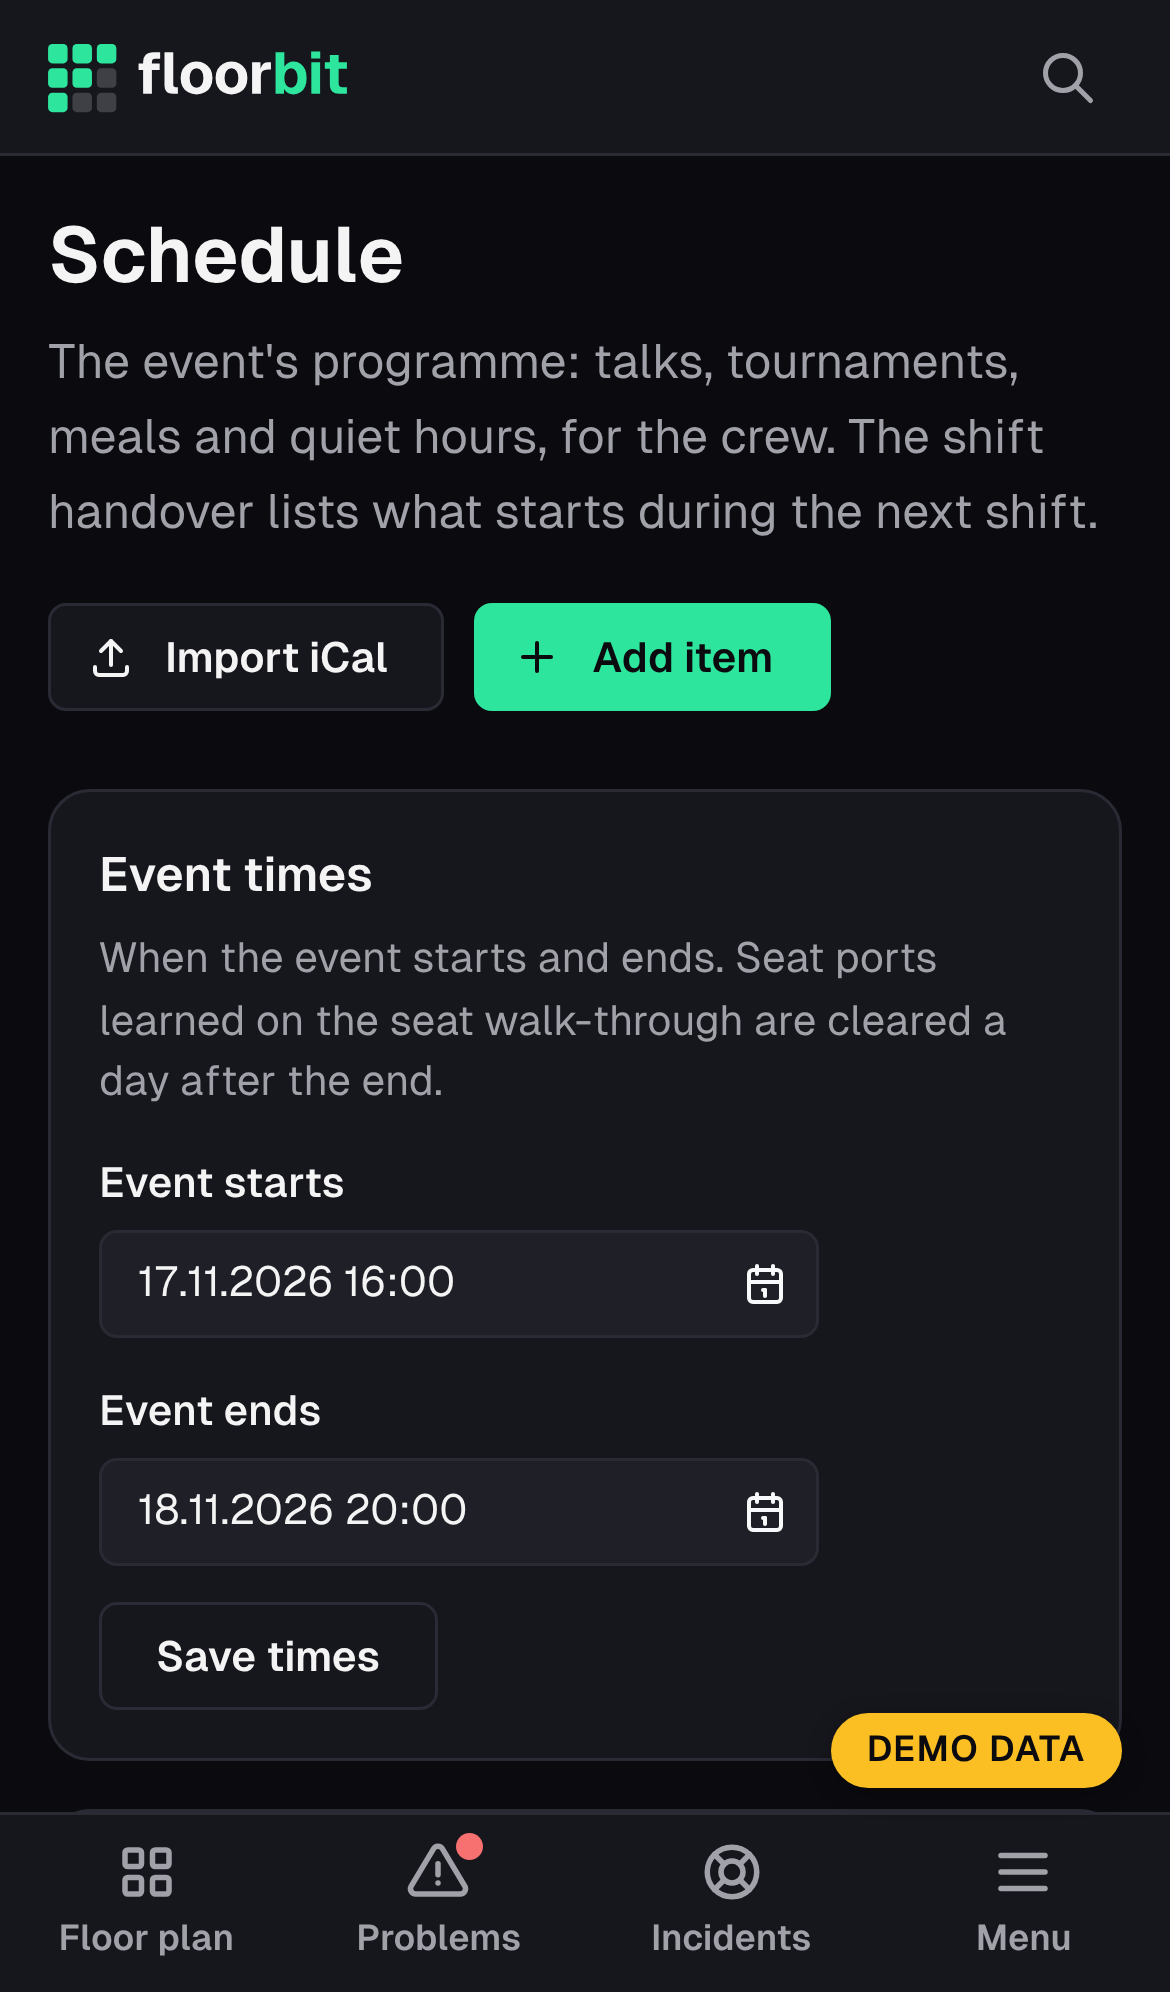 floorbit
Schedule
The event's programme: talks, tournaments,
meals and quiet hours, for the crew. The shift
handover lists what starts during the next shift.
Import iCal
Add item
Event times
When the event starts and ends. Seat ports
learned on the seat walk-through are cleared a
day after the end.
Event starts
17.11.2026 16:00
Event ends
18.11.2026 20:00
Save times
DEMO DATA
Floor plan
Problems
Incidents
Menu